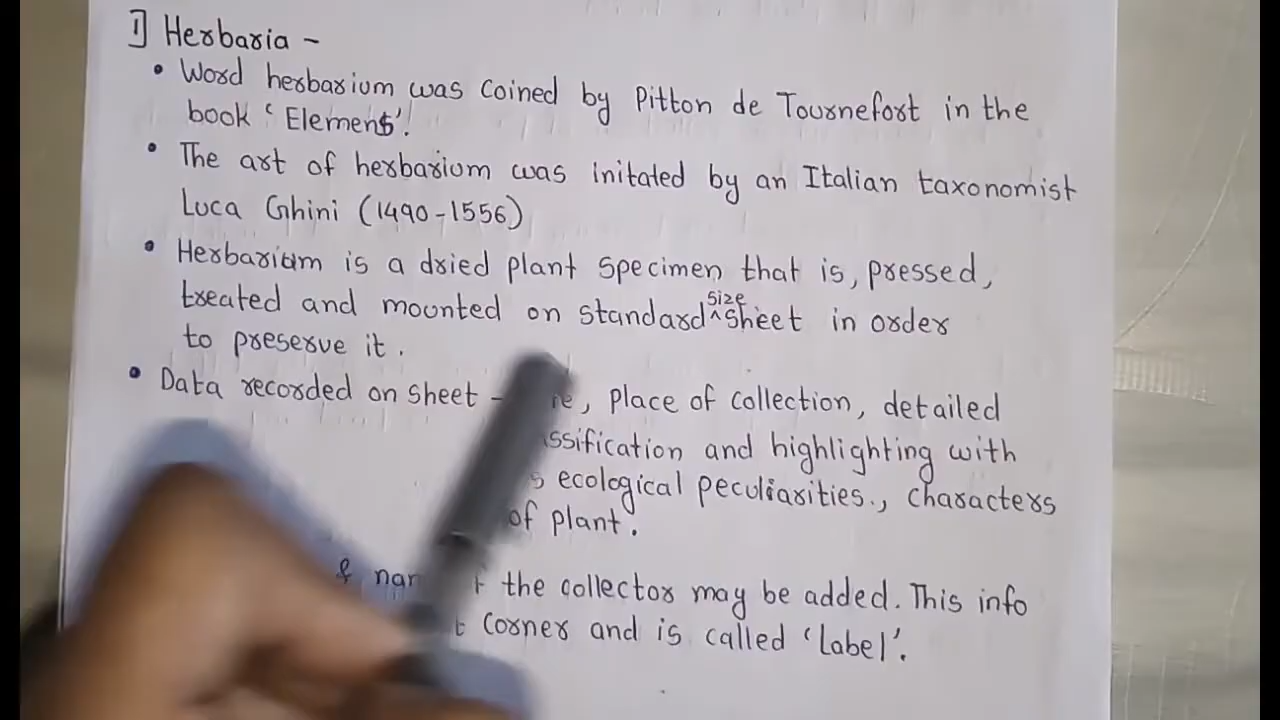 1] Herbaria -
• Word herbarium was coined by Pitton de Tournefort in the
book 'Elemens'.
• The art of herbarium was initated by an Italian taxonomist
Luca Ghini (1490-1556)
• Herbarium is a dried plant specimen that is, pressed,
treated and mounted on standard ^size sheet in order
to preserve it.
• Data recorded on sheet - , place of collection, detailed
and highlighting with
ecological peculiarities., characters
of plant.
& the collector may be added. This info
corner and is called 'Label'.